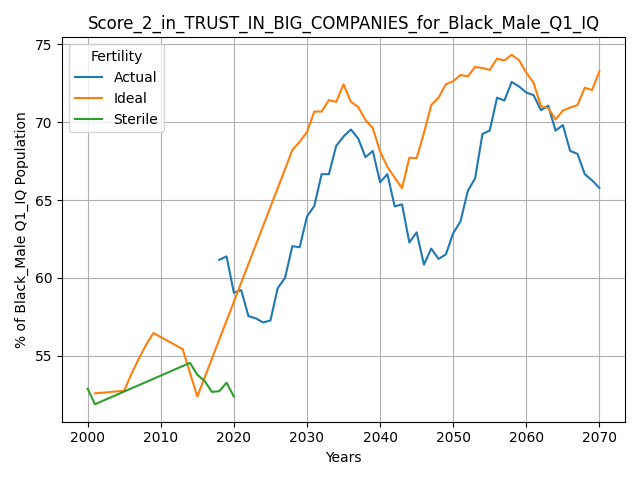 Score_2_in_TRUST_IN_BIG_COMPANIES_for_Black_Male_Q1_IQ
Fertility
Actual
Ideal
Sterile
% of Black_Male Q1_IQ Population
75
70
65
60
55
2000
2010
2020
2030
2040
2050
2060
2070
Years